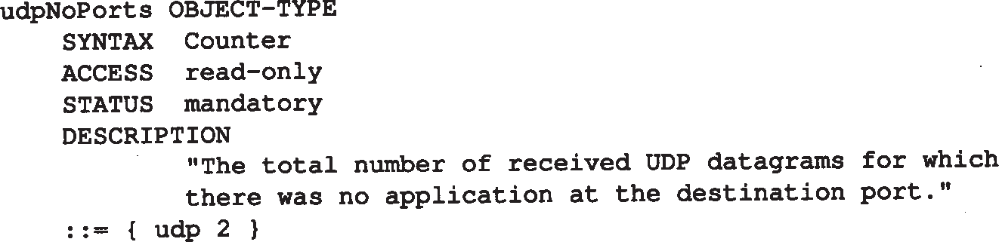 udpNoPorts OBJECT-TYPE
SYNTAX Counter
ACCESS read-only
STATUS mandatory
DESCRIPTION
"The total number of received UDP datagrams for which
there was no application at the destination port."
::= { udp 2 }